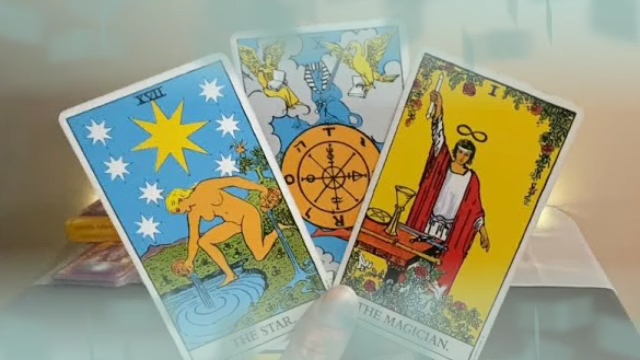 XVII
THE STAR.
X
T
A
R
O
I
THE MAGICIAN.